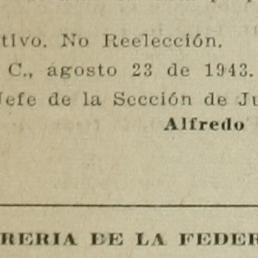 tivo. No Reelección.
C., agosto 23 de 1943.
Jefe de la Sección de Ju
Alfredo
RERIA DE LA FEDER